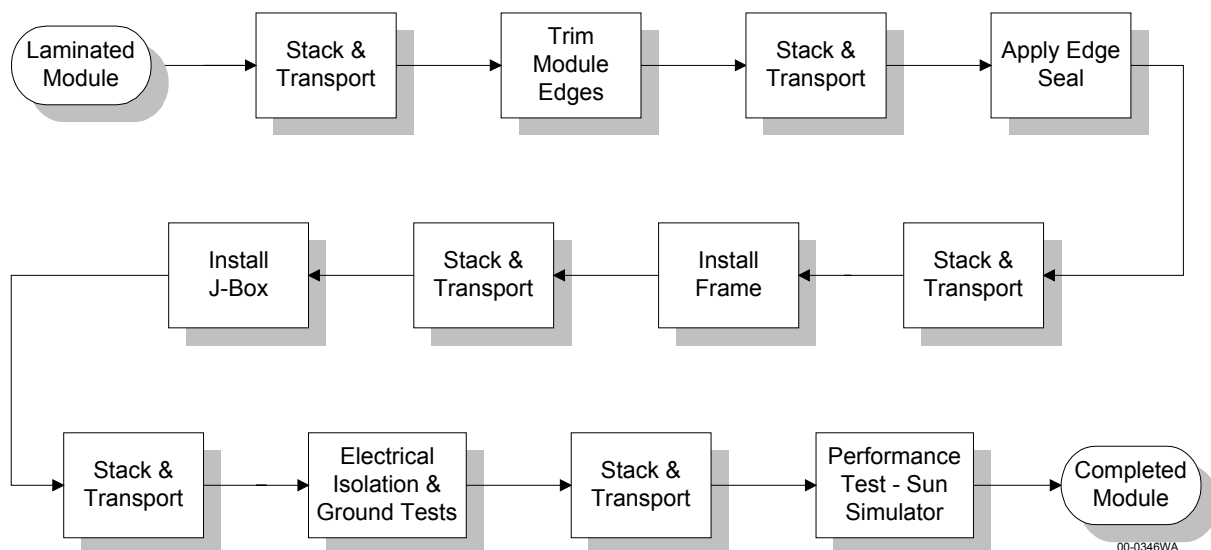 Laminated
Module
Stack &
Transport
Trim
Module
Edges
Stack &
Transport
Apply Edge
Seal
Stack &
Transport
Install
Frame
Stack &
Transport
Install
J-Box
Stack &
Transport
Electrical
Isolation &
Ground Tests
Stack &
Transport
Performance
Test - Sun
Simulator
Completed
Module
00-0346WA